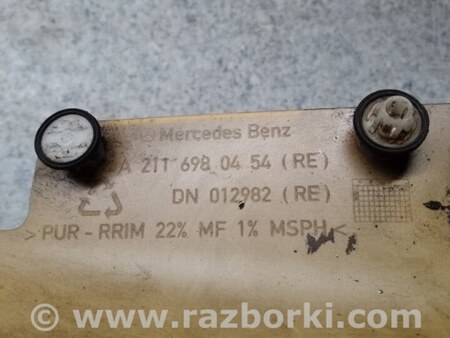 Mercedes Benz
A 211 698 04 54 (RE)
DN 012982 (RE)
>PUR-RRIM 22% MF 1% MSPH<
www.razborki.com